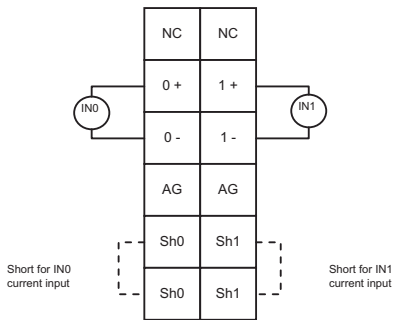 NC NC
0 + 1 +
IN0 IN1
0 - 1 -
AG AG
Sh0 Sh1
Short for IN0
current input
Short for IN1
current input
Sh0 Sh1